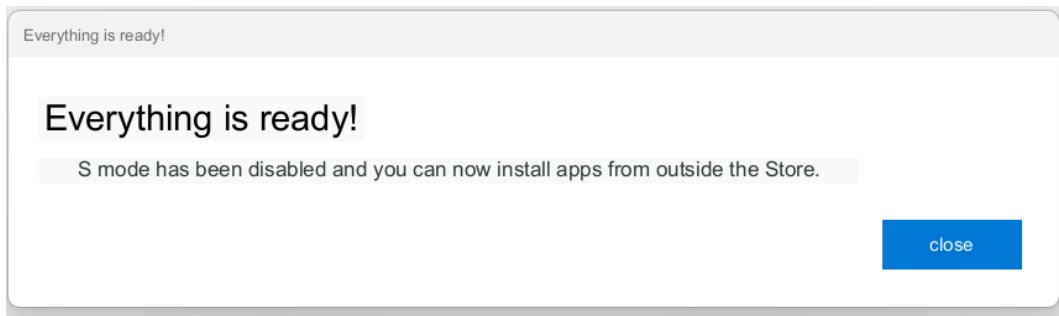 Everything is ready!
Everything is ready!
S mode has been disabled and you can now install apps from outside the Store.
close